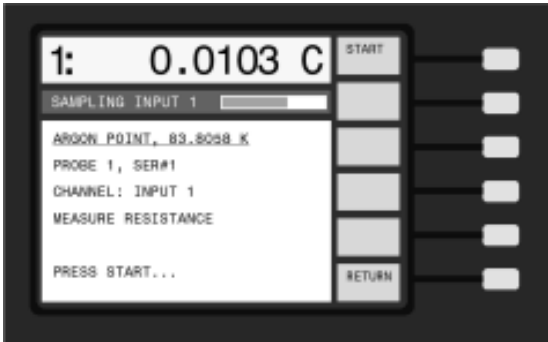 1: 0.0103 C
START
SAMPLING INPUT 1
ARGON POINT, 83.8058 K
PROBE 1, SER#1
CHANNEL: INPUT 1
MEASURE RESISTANCE
PRESS START...
RETURN